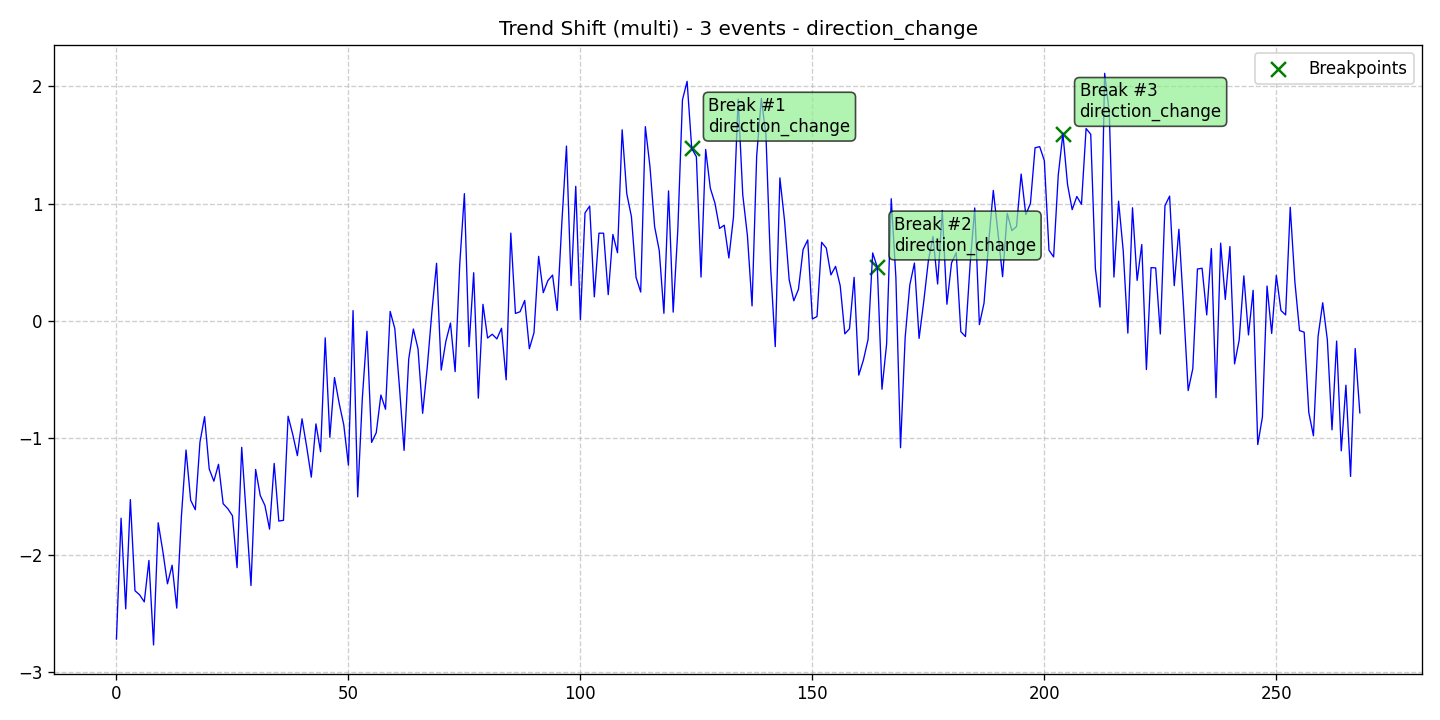 Trend Shift (multi) - 3 events - direction_change
Breakpoints
Break #1
direction_change
Break #2
direction_change
Break #3
direction_change
2
1
0
−1
−2
−3
0
50
100
150
200
250